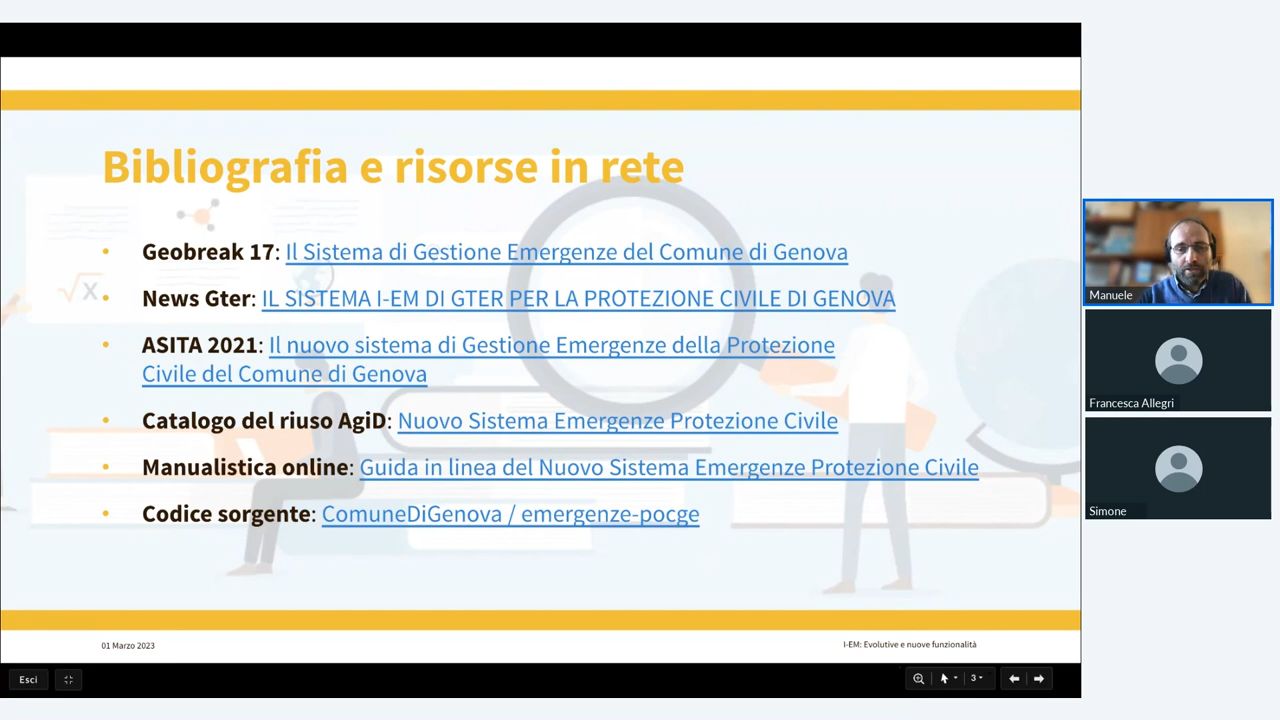 Bibliografia e risorse in rete
• Geobreak 17: Il Sistema di Gestione Emergenze del Comune di Genova
• News Gter: IL SISTEMA I-EM DI GTER PER LA PROTEZIONE CIVILE DI GENOVA
• ASITA 2021: Il nuovo sistema di Gestione Emergenze della Protezione
Civile del Comune di Genova
• Catalogo del riuso AgiD: Nuovo Sistema Emergenze Protezione Civile
• Manualistica online: Guida in linea del Nuovo Sistema Emergenze Protezione Civile
• Codice sorgente: ComuneDiGenova / emergenze-pocge
01 Marzo 2023
I-EM: Evolutive e nuove funzionalità
Esci
3
Manuele
Francesca Allegri
Simone
√x